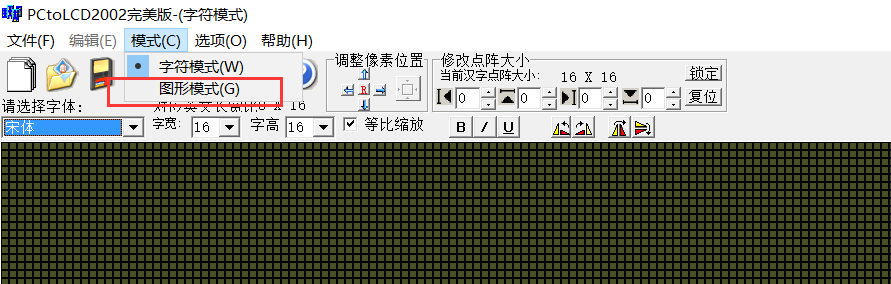 PCtoLCD2002完美版-(字符模式)
文件(F) 编辑(E) 模式(C) 选项(O) 帮助(H)
字符模式(W)
图形模式(G)
调整像素位置
R
修改点阵大小
当前汉字点阵大小: 16 X 16
锁定
0 0 0 0
复位
请选择字体:
16
宋体
字宽: 16 字高 16 等比缩放
B I U